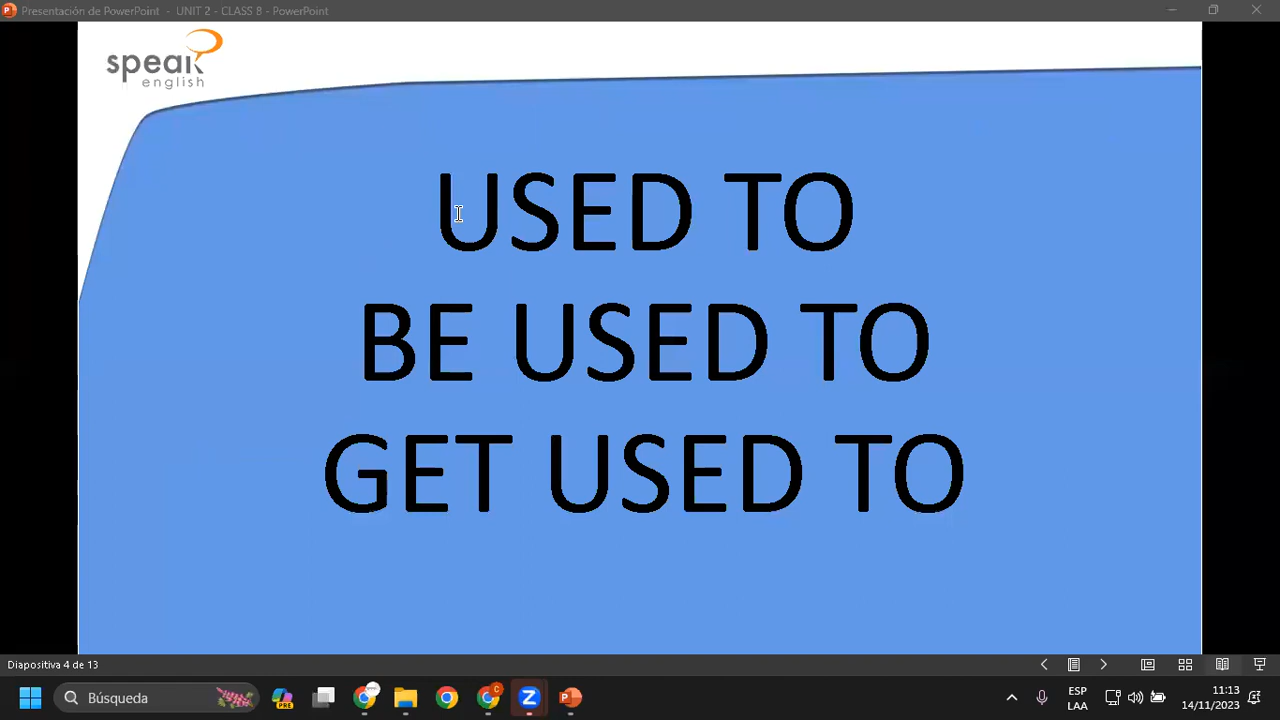 Presentación de PowerPoint - UNIT 2 - CLASS 8 - PowerPoint
speak
english
USED TO
BE USED TO
GET USED TO
Diapositiva 4 de 13
Búsqueda
PRE
ESP
LAA
11:13
14/11/2023